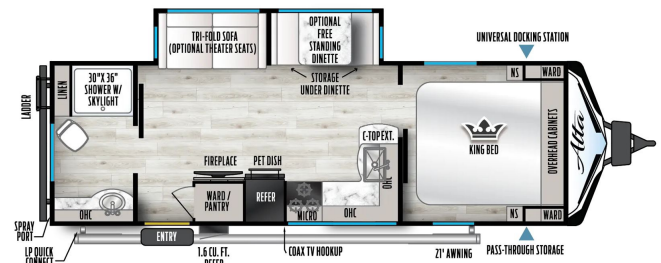 TRI-FOLD SOFA
(OPTIONAL THEATER SEATS)
OPTIONAL
FREE
STANDING
DINETTE
UNIVERSAL DOCKING STATION
STORAGE
UNDER DINETTE
LADDER
LINEN
30"X 36"
SHOWER W/
SKYLIGHT
NS
WARD
C-TOP EXT.
KING BED
OVERHEAD CABINETS
Alta
FIREPLACE
PET DISH
OHC
WARD /
PANTRY
REFER
MICRO
OHC
OHC
NS
WARD
SPRAY
PORT
LP QUICK
CONNECT
ENTRY
1.6 CU. FT.
REFER
COAX TV HOOKUP
21' AWNING
PASS-THROUGH STORAGE